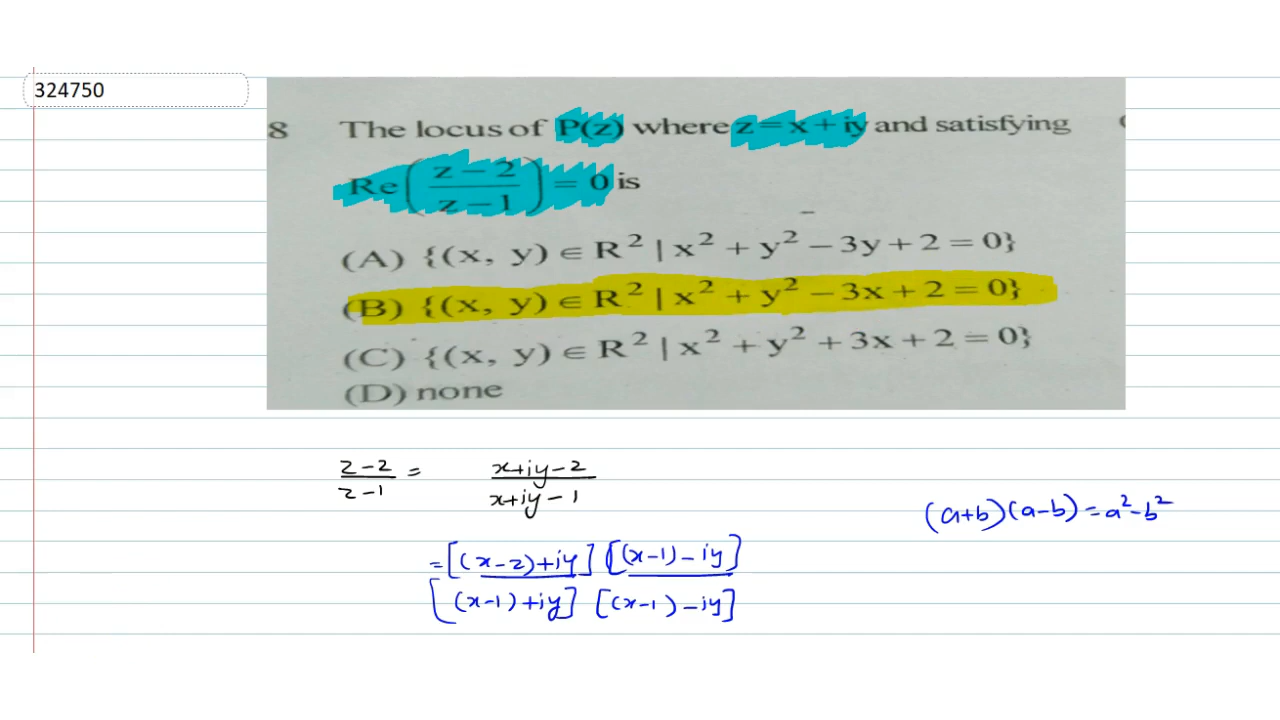 324750
8 The locus of P(z) where z = x + iy and satisfying
Re((z − 2)/(z − 1)) = 0 is
(A) {(x, y) ∈ R² | x² + y² − 3y + 2 = 0}
(B) {(x, y) ∈ R² | x² + y² − 3x + 2 = 0}
(C) {(x, y) ∈ R² | x² + y² + 3x + 2 = 0}
(D) none
(z−2)/(z−1) = (x+iy−2)/(x+iy−1)
(a+b)(a−b) = a²−b²
= [(x−2)+iy] [(x−1)−iy]
[(x−1)+iy] [(x−1)−iy]